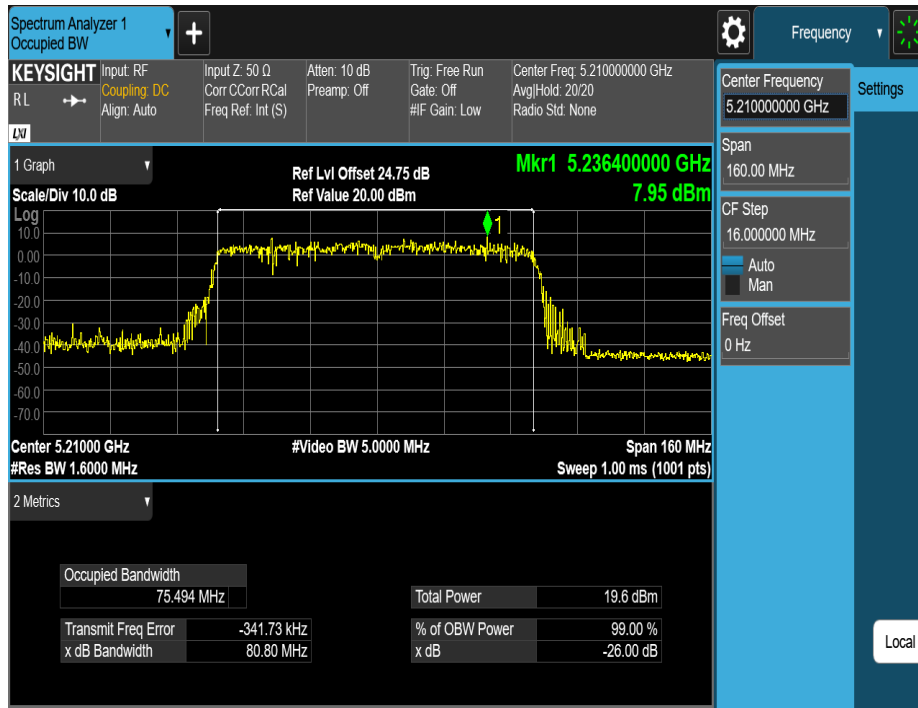 Spectrum Analyzer 1
Occupied BW
+
Frequency
KEYSIGHT
R L
LXI
Input: RF
Coupling: DC
Align: Auto
Input Z: 50 Ω
Corr CCorr RCal
Freq Ref: Int (S)
Atten: 10 dB
Preamp: Off
Trig: Free Run
Gate: Off
#IF Gain: Low
Center Freq: 5.210000000 GHz
Avg|Hold: 20/20
Radio Std: None
Center Frequency
5.210000000 GHz
Settings
Span
160.00 MHz
CF Step
16.000000 MHz
Auto
Man
Freq Offset
0 Hz
Local
1 Graph
Scale/Div 10.0 dB
Ref Lvl Offset 24.75 dB
Ref Value 20.00 dBm
Mkr1 5.236400000 GHz
7.95 dBm
Log
10.0
0.00
-10.0
-20.0
-30.0
-40.0
-50.0
-60.0
-70.0
1
Center 5.21000 GHz
#Video BW 5.0000 MHz
Span 160 MHz
#Res BW 1.6000 MHz
Sweep 1.00 ms (1001 pts)
2 Metrics
Occupied Bandwidth
75.494 MHz
Total Power 19.6 dBm
Transmit Freq Error -341.73 kHz
% of OBW Power 99.00 %
x dB Bandwidth 80.80 MHz
x dB -26.00 dB